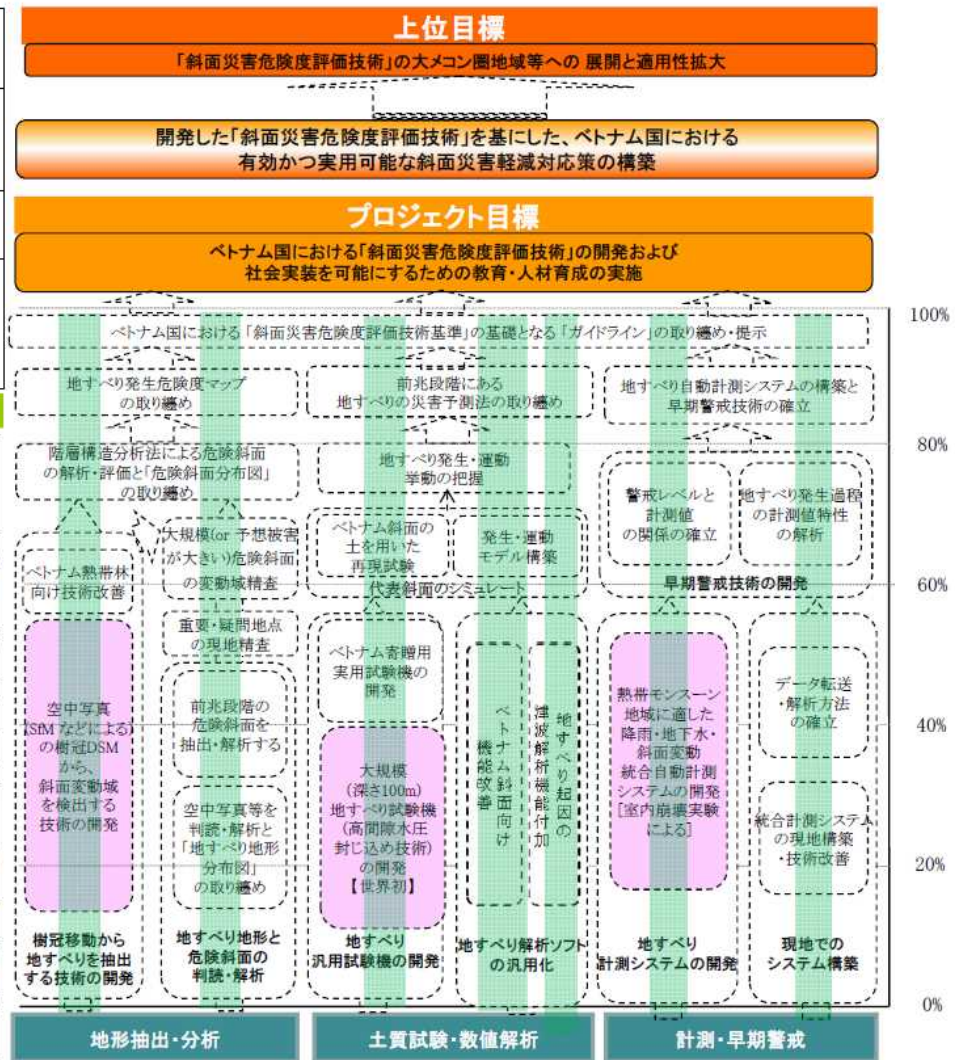 上位目標
「斜面災害危険度評価技術」の大メコン圏地域等への 展開と適用性拡大
開発した「斜面災害危険度評価技術」を基にした、ベトナム国における
有効かつ実用可能な斜面災害軽減対応策の構築
プロジェクト目標
ベトナム国における「斜面災害危険度評価技術」の開発および
社会実装を可能にするための教育・人材育成の実施
100%
ベトナム国における「斜面災害危険度評価技術基準」の基礎となる「ガイドライン」の取り纏め・提示
地すべり発生危険度マップ
の取り纏め
前兆段階にある
地すべりの災害予測法の取り纏め
地すべり自動計測システムの構築と
早期警戒技術の確立
80%
階層構造分析法による危険斜面
の解析・評価と「危険斜面分布図」
の取り纏め
地すべり発生・運動
挙動の把握
警戒レベルと
計測値
の関係の確立
地すべり発生過程
の計測値特性
の解析
早期警戒技術の開発
大規模(or 予想被害
が大きい)危険斜面
の変動域精査
ベトナム斜面の
土を用いた
再現試験
発生・運動
モデル構築
代表斜面のシミュレート
60%
ベトナム熱帯林
向け技術改善
重要・疑問地点
の現地精査
空中写真
(SfM などによる)
の樹冠DSM
から、
斜面変動域
を検出する
技術の開発
前兆段階の
危険斜面を
抽出・解析する
空中写真等を
判読・解析と
「地すべり地形
分布図」
の取り纏め
ベトナム寄贈用
実用試験機の
開発
大規模
(深さ100m)
地すべり試験機
(高間隙水圧
封じ込め技術)
の開発
【世界初】
ベトナム斜面向け
機能改善
地すべり起因の
津波解析機能付加
熱帯モンスーン
地域に適した
降雨・地下水・
斜面変動
統合自動計測
システムの開発
[室内崩壊実験
による]
データ転送
・解析方法
の確立
統合計測システム
の現地構築
・技術改善
40%
20%
樹冠移動から
地すべりを抽出
する技術の開発
地すべり地形と
危険斜面の
判読・解析
地すべり
汎用試験機の開発
地すべり解析ソフト
の汎用化
地すべり
計測システムの開発
現地での
システム構築
0%
地形抽出・分析
土質試験・数値解析
計測・早期警戒